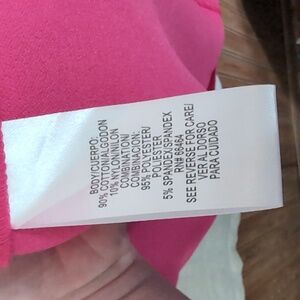 BODY/CUERPO:
90% COTTON/ALGODON
10% NYLON/NILON
COMBINATION/
COMBINACION:
95% POLYESTER/
POLIESTER
5% SPANDEX/SPANDEX
RN# 86464
SEE REVERSE FOR CARE/
VER AL DORSO
PARA CUIDADO